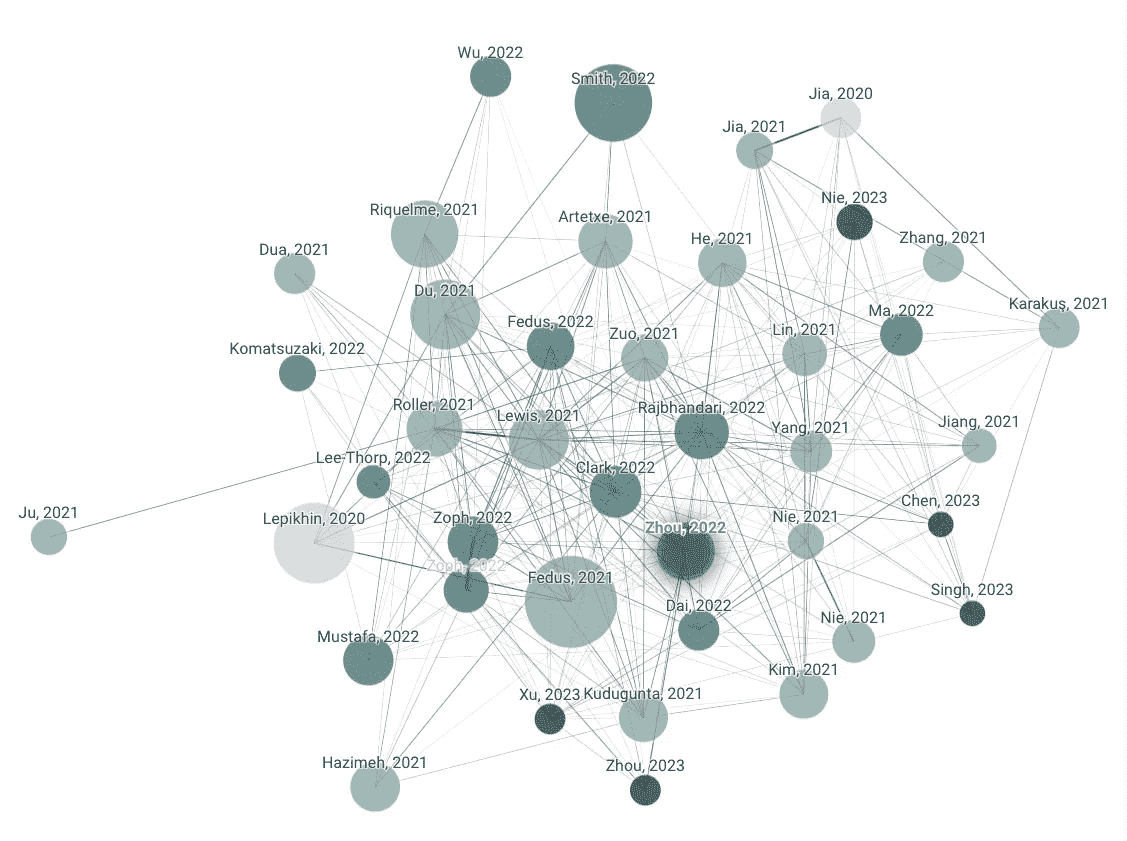 Wu, 2022
Smith, 2022
Jia, 2020
Jia, 2021
Nie, 2023
Riquelme, 2021
Artetxe, 2021
He, 2021
Zhang, 2021
Dua, 2021
Du, 2021
Karakuş, 2021
Ma, 2022
Fedus, 2022
Lin, 2021
Zuo, 2021
Komatsuzaki, 2022
Roller, 2021
Rajbhandari, 2022
Lewis, 2021
Jiang, 2021
Yang, 2021
Lee-Thorp, 2022
Clark, 2022
Chen, 2023
Ju, 2021
Lepikhin, 2020
Zoph, 2022
Nie, 2021
Zhou, 2022
Zoph, 2022
Fedus, 2021
Singh, 2023
Dai, 2022
Nie, 2021
Mustafa, 2022
Kim, 2021
Xu, 2023
Kudugunta, 2021
Hazimeh, 2021
Zhou, 2023